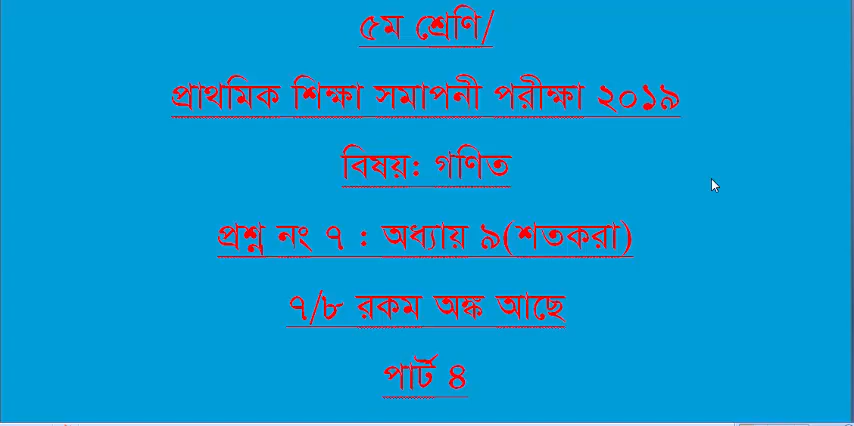 ৫ম শ্রেণি/
প্রাথমিক শিক্ষা সমাপনী পরীক্ষা ২০১৯
বিষয়: গণিত
প্রশ্ন নং ৭ : অধ্যায় ৯(শতকরা)
৭/৮ রকম অঙ্ক আছে
পার্ট ৪